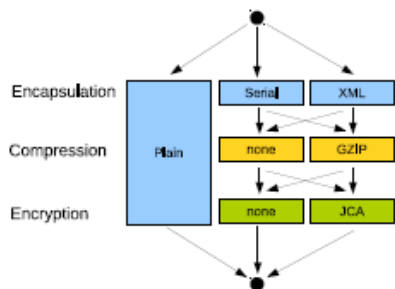 Encapsulation Serial XML
Compression Plain none GZIP
Encryption none JCA